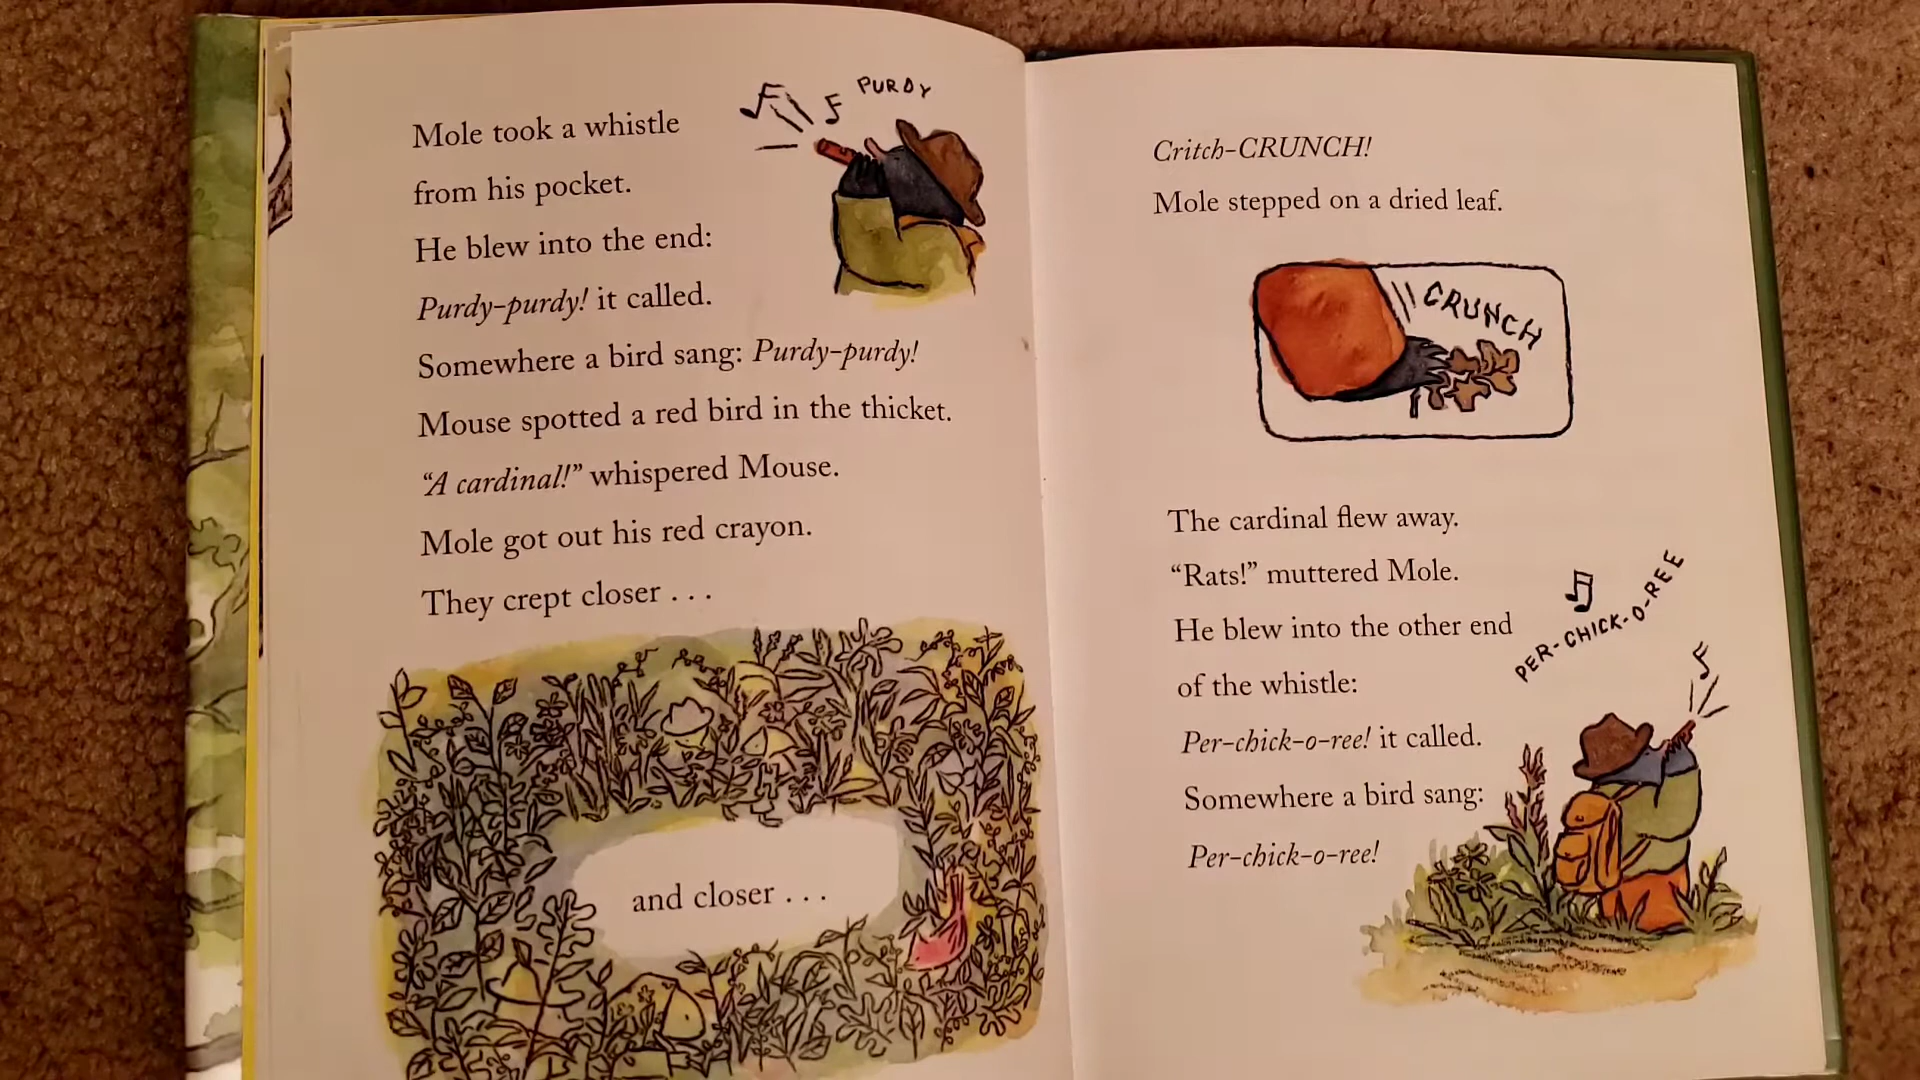 PURDY
Mole took a whistle
from his pocket.
He blew into the end:
Purdy-purdy! it called.
Somewhere a bird sang: Purdy-purdy!
Mouse spotted a red bird in the thicket.
“A cardinal!” whispered Mouse.
Mole got out his red crayon.
They crept closer . . .
and closer . . .
Critch-CRUNCH!
Mole stepped on a dried leaf.
CRUNCH
The cardinal flew away.
“Rats!” muttered Mole.
He blew into the other end
of the whistle:
Per-chick-o-ree! it called.
Somewhere a bird sang:
Per-chick-o-ree!
PER-CHICK-O-REE